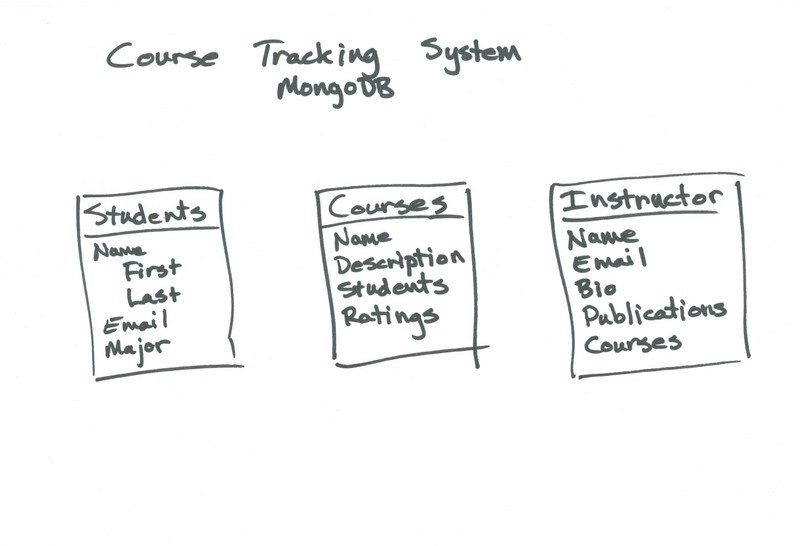 Course Tracking System
MongoDB
Students
Name
First
Last
Email
Major
Courses
Name
Description
Students
Ratings
Instructor
Name
Email
Bio
Publications
Courses